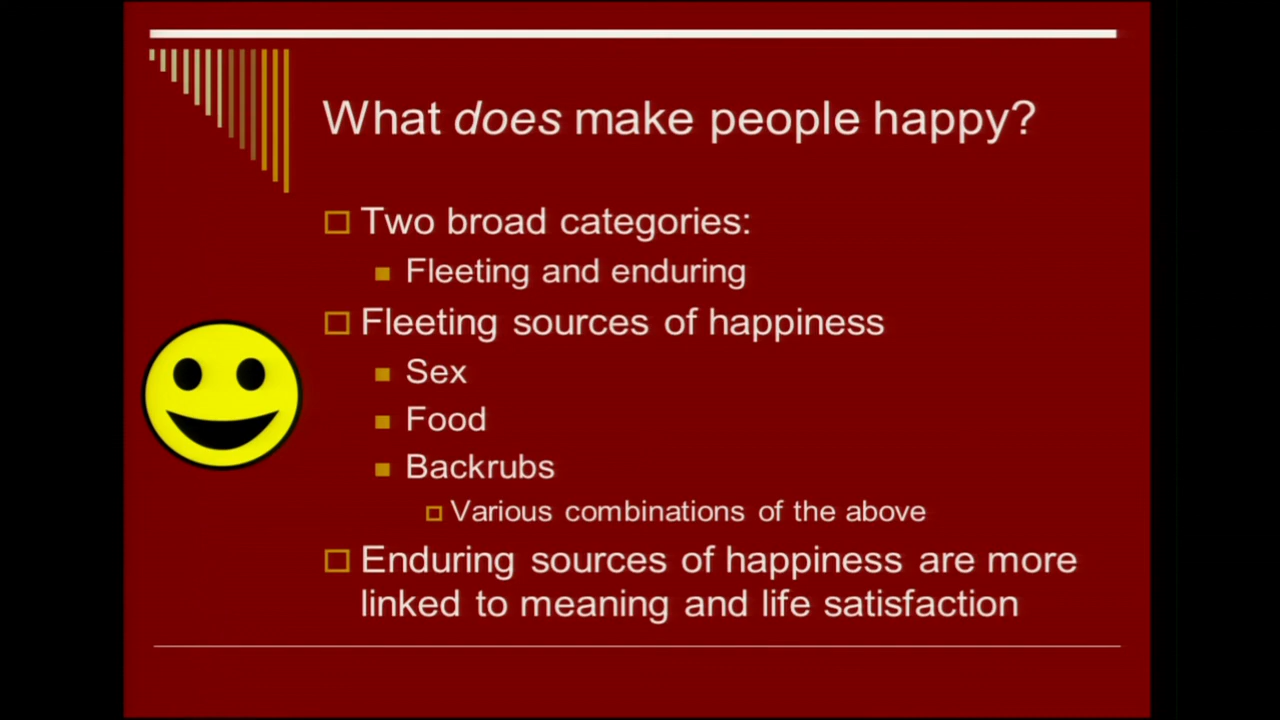 What does make people happy?
Two broad categories:
Fleeting and enduring
Fleeting sources of happiness
Sex
Food
Backrubs
Various combinations of the above
Enduring sources of happiness are more
linked to meaning and life satisfaction